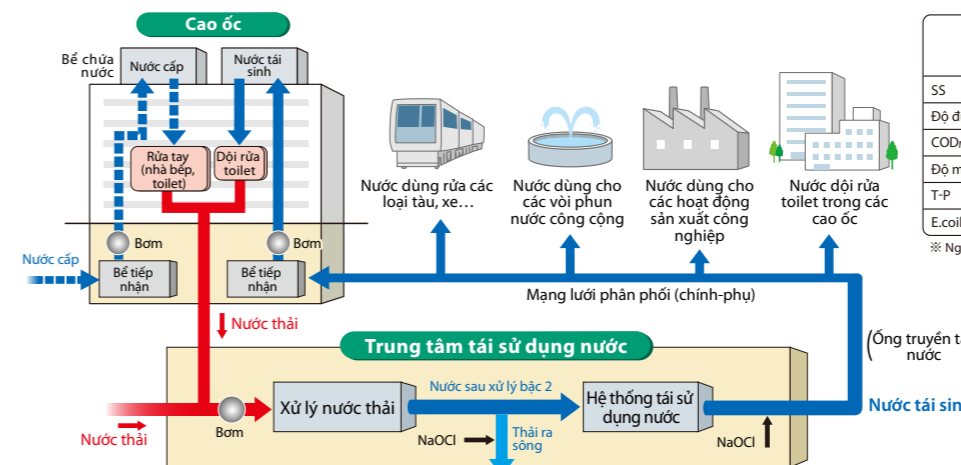 Cao ốc
Bể chứa
nước
Nước cấp
Nước tái
sinh
Rửa tay
(nhà bếp,
toilet)
Dội rửa
toilet
Bơm
Bơm
Nước cấp
Bể tiếp
nhận
Bể tiếp
nhận
Nước dùng rửa các
loại tàu, xe…
Nước dùng cho
các vòi phun
nước công cộng
Nước dùng cho
các hoạt động
sản xuất công
nghiệp
Nước dội rửa
toilet trong các
cao ốc
Mạng lưới phân phối (chính-phụ)
SS
Độ
T-P
※
Nước thải
Trung tâm tái sử dụng nước
(Ống truyền
nước
Nước thải
Bơm
Xử lý nước thải
Nước sau xử lý bậc 2
NaOCl
Thải ra
sông
Hệ thống tái sử
dụng nước
NaOCl
Nước tái